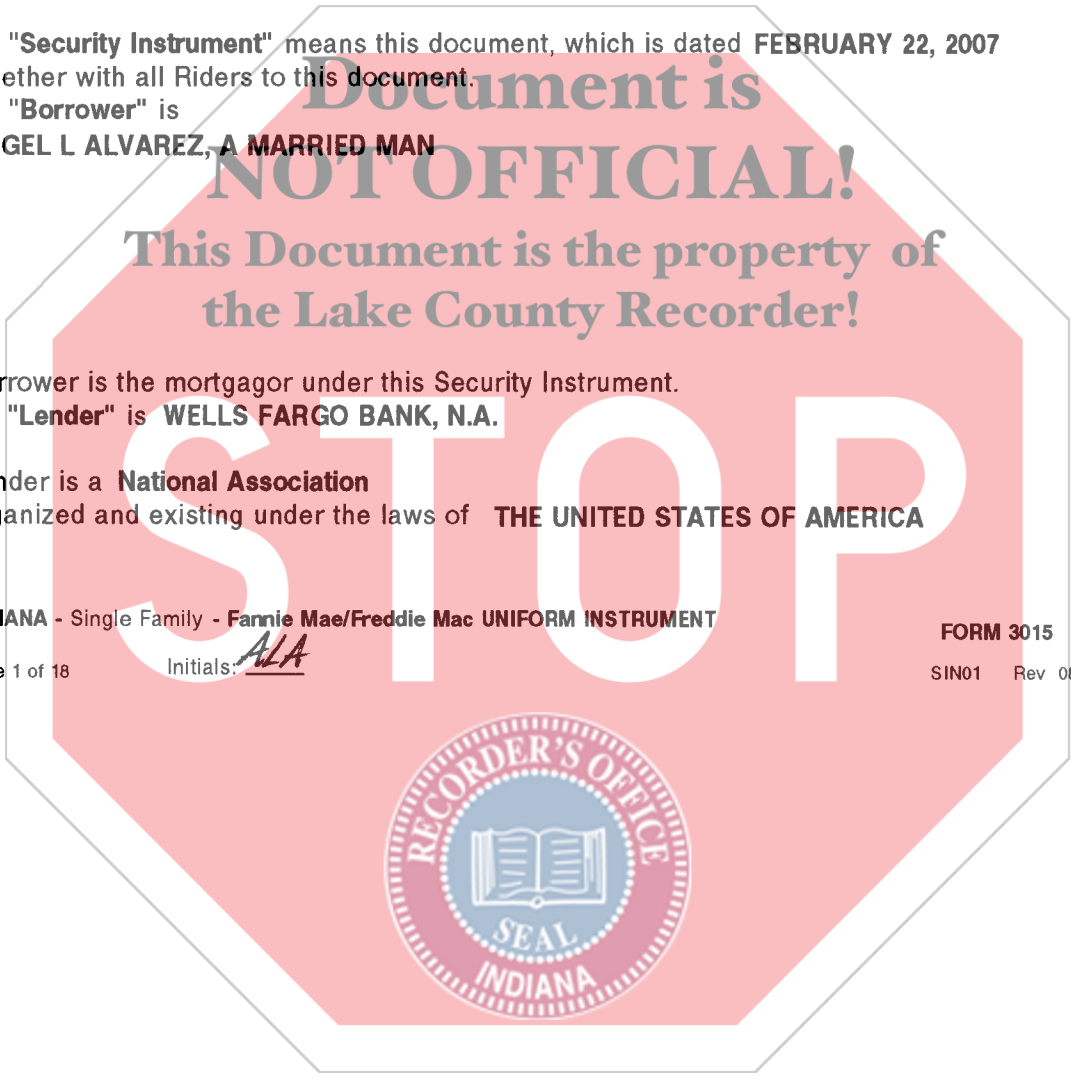 "Security Instrument" means this document, which is dated FEBRUARY 22, 2007
ether with all Riders to this document.
Document is
"Borrower" is
GEL L ALVAREZ, A MARRIED MAN
NOT OFFICIAL!
This Document is the property of
the Lake County Recorder!
rrower is the mortgagor under this Security Instrument.
"Lender" is WELLS FARGO BANK, N.A.
nder is a National Association
anized and existing under the laws of THE UNITED STATES OF AMERICA
STOP
IANA - Single Family - Fannie Mae/Freddie Mac UNIFORM INSTRUMENT
FORM 3015
e 1 of 18 Initials: ALA
SIN01 Rev 08
RECORDER'S OFFICE
SEAL
INDIANA